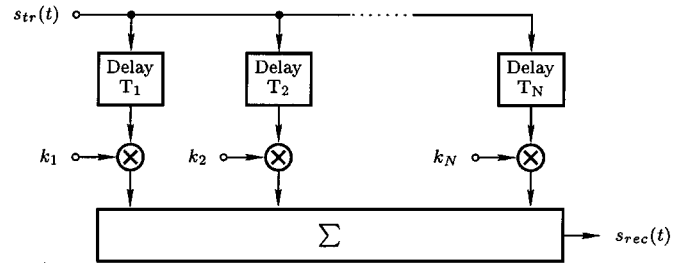 s_tr(t)
Delay T_1
Delay T_2
Delay T_N
k_1
k_2
k_N
Σ
s_rec(t)